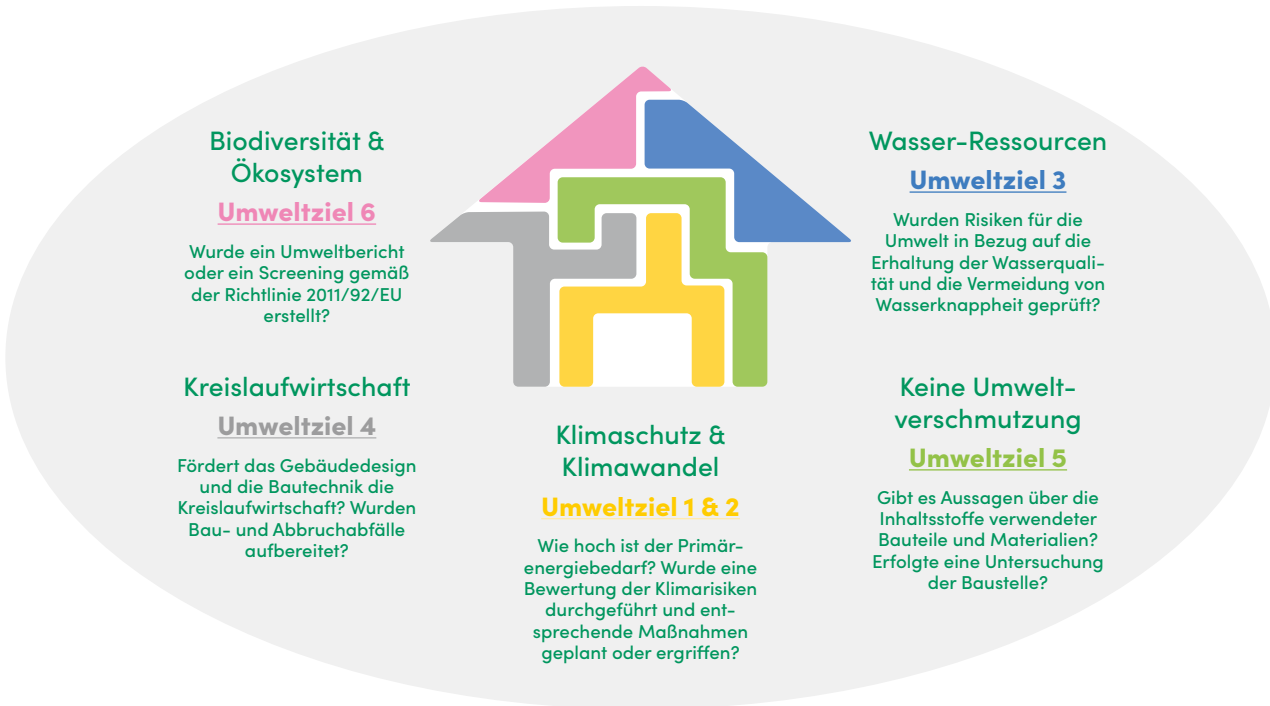 Biodiversität &
Ökosystem
Umweltziel 6
Wurde ein Umweltbericht
oder ein Screening gemäß
der Richtlinie 2011/92/EU
erstellt?
Wasser-Ressourcen
Umweltziel 3
Wurden Risiken für die
Umwelt in Bezug auf die
Erhaltung der Wasserquali-
tät und die Vermeidung von
Wasserknappheit geprüft?
Kreislaufwirtschaft
Umweltziel 4
Fördert das Gebäudedesign
und die Bautechnik die
Kreislaufwirtschaft? Wurden
Bau- und Abbruchabfälle
aufbereitet?
Klimaschutz &
Klimawandel
Umweltziel 1 & 2
Wie hoch ist der Primär-
energiebedarf? Wurde eine
Bewertung der Klimarisiken
durchgeführt und ent-
sprechende Maßnahmen
geplant oder ergriffen?
Keine Umwelt-
verschmutzung
Umweltziel 5
Gibt es Aussagen über die
Inhaltsstoffe verwendeter
Bauteile und Materialien?
Erfolgte eine Untersuchung
der Baustelle?